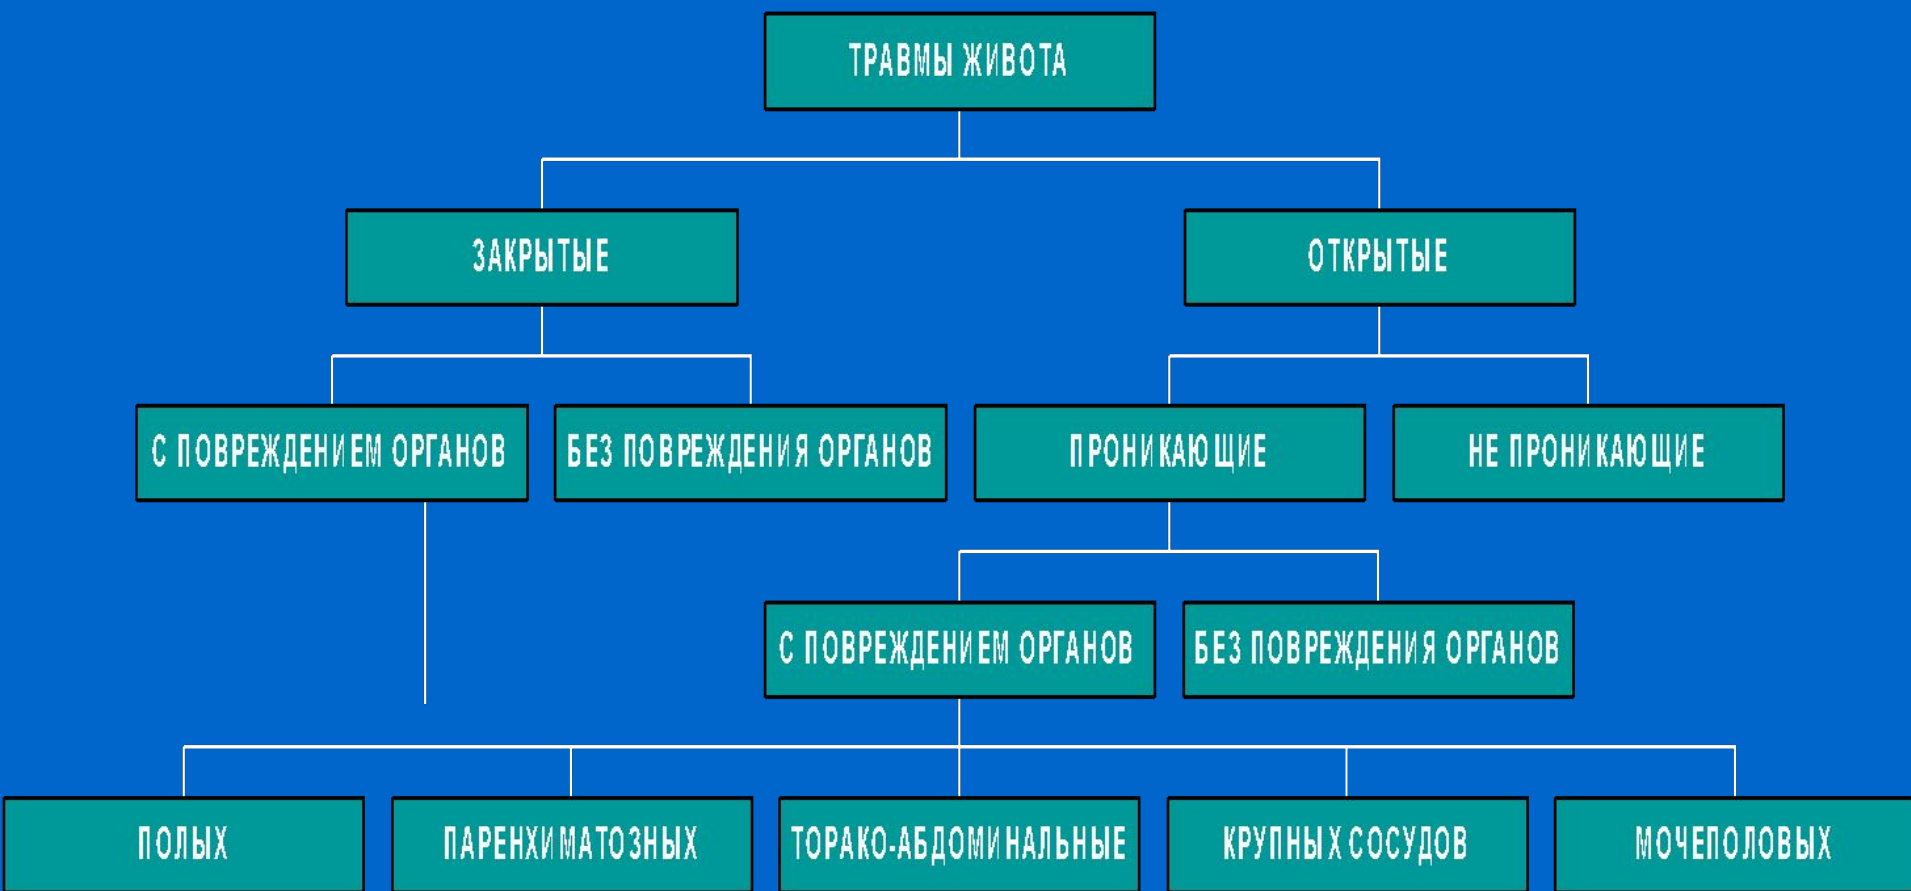 ТРАВМЫ ЖИВОТА
ЗАКРЫТЫЕ
ОТКРЫТЫЕ
С ПОВРЕЖДЕНИЕМ ОРГАНОВ
БЕЗ ПОВРЕЖДЕНИЯ ОРГАНОВ
ПРОНИКАЮЩИЕ
НЕ ПРОНИКАЮЩИЕ
С ПОВРЕЖДЕНИЕМ ОРГАНОВ
БЕЗ ПОВРЕЖДЕНИЯ ОРГАНОВ
ПОЛЫХ
ПАРЕНХИМАТОЗНЫХ
ТОРАКО-АБДОМИНАЛЬНЫЕ
КРУПНЫХ СОСУДОВ
МОЧЕПОЛОВЫХ